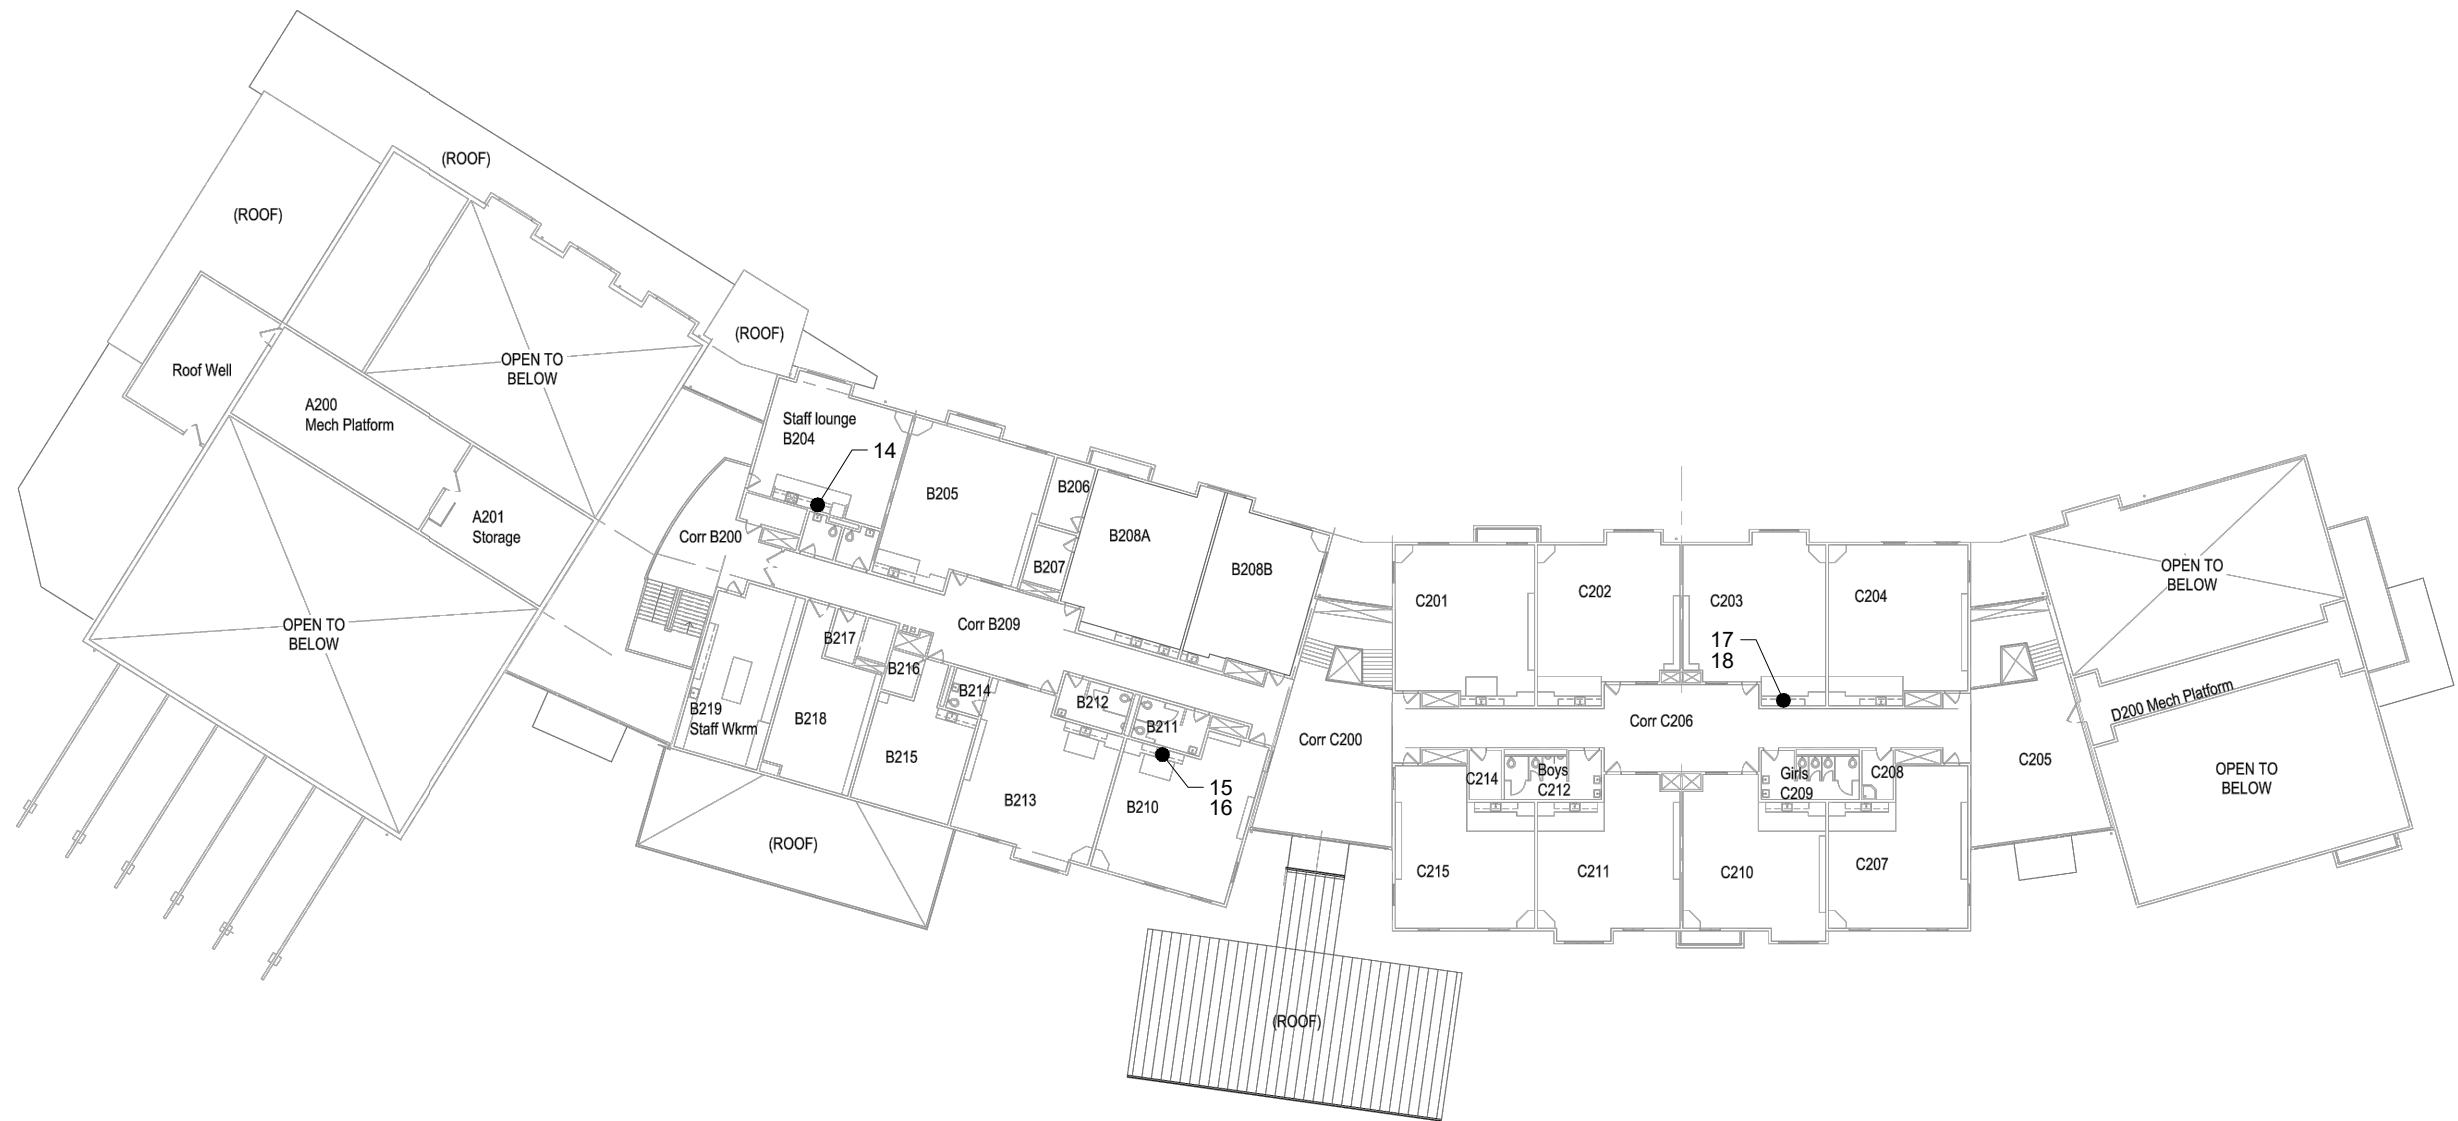 (ROOF)
(ROOF)
(ROOF)
Roof Well
OPEN TO
BELOW
A200
Mech Platform
A201
Storage
OPEN TO
BELOW
Staff lounge
B204
14
Corr B200
B205
B206
B207
B208A
B208B
Corr B209
B217
B216
B214
B219
Staff Wkrm
B218
B215
B213
B212
B211
B210
15
16
(ROOF)
Corr C200
(ROOF)
C201
C202
C203
C204
17
18
Corr C206
C214
Boys
C212
Girls
C209
C208
C215
C211
C210
C207
C205
OPEN TO
BELOW
D200 Mech Platform
OPEN TO
BELOW